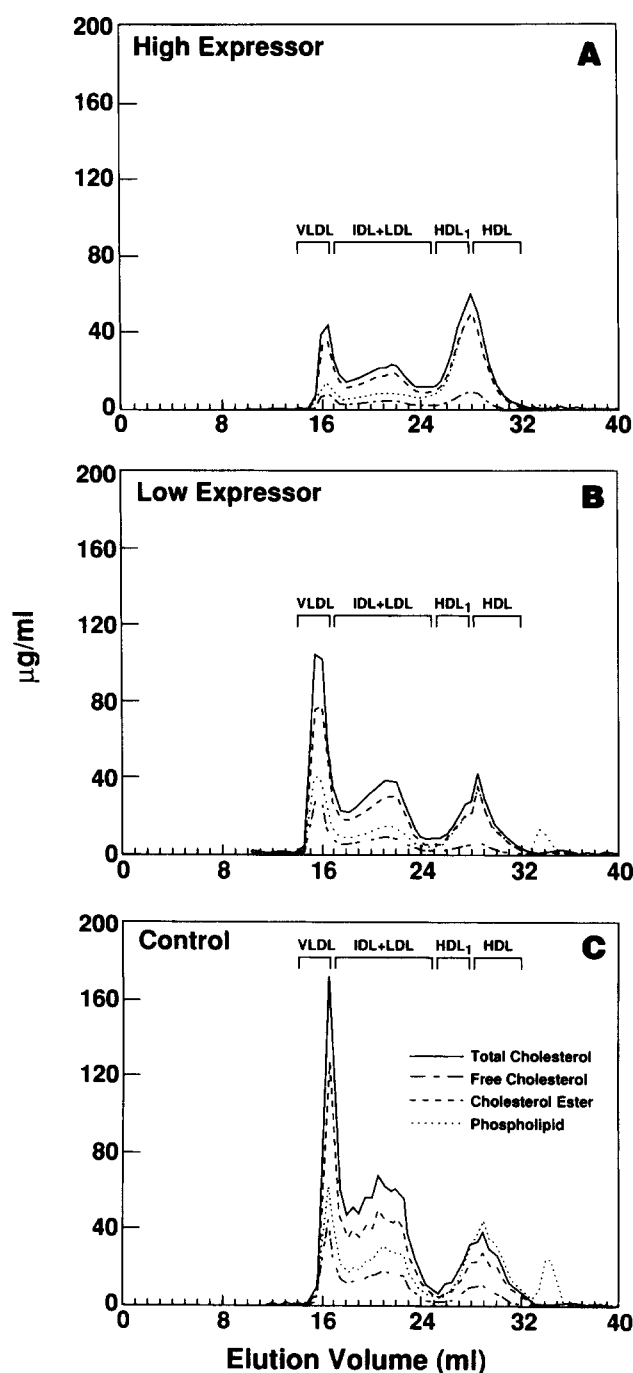 High Expressor A
200
160
120
80
40
0
VLDL IDL+LDL HDL1 HDL
0 8 16 24 32 40
Low Expressor B
200
160
120
80
40
0
VLDL IDL+LDL HDL1 HDL
0 8 16 24 32 40
µg/ml
Control C
200
160
120
80
40
0
VLDL IDL+LDL HDL1 HDL
Total Cholesterol
Free Cholesterol
Cholesterol Ester
Phospholipid
0 8 16 24 32 40
Elution Volume (ml)